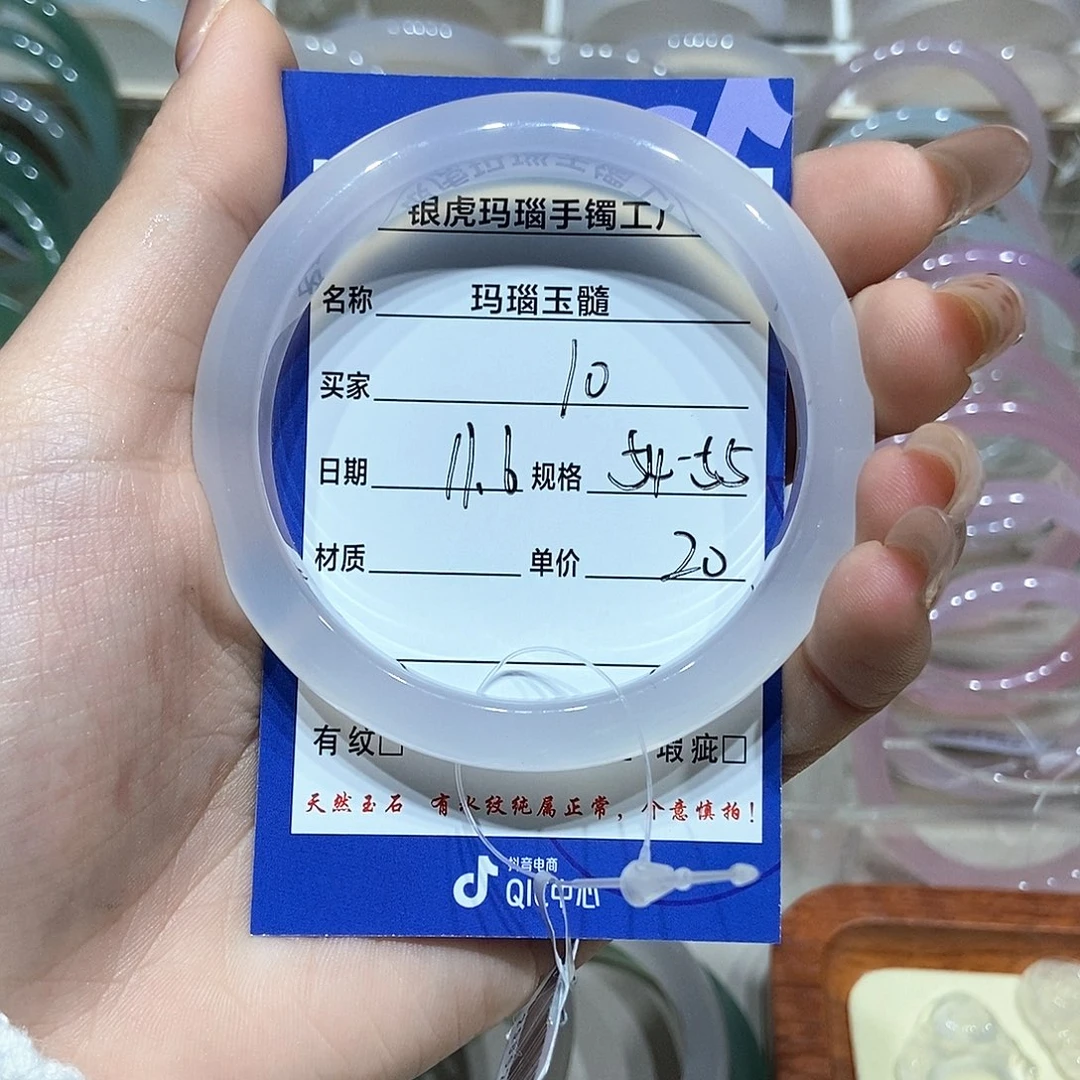 银虎玛瑙手镯工厂
名称 玛瑙玉髓
买家 10
日期 11.6 规格 54-55
材质 单价 20
有纹□ 瑕疵□
天然玉石 有水纹纯属正常，介意慎拍！
抖音电商
QIC中心